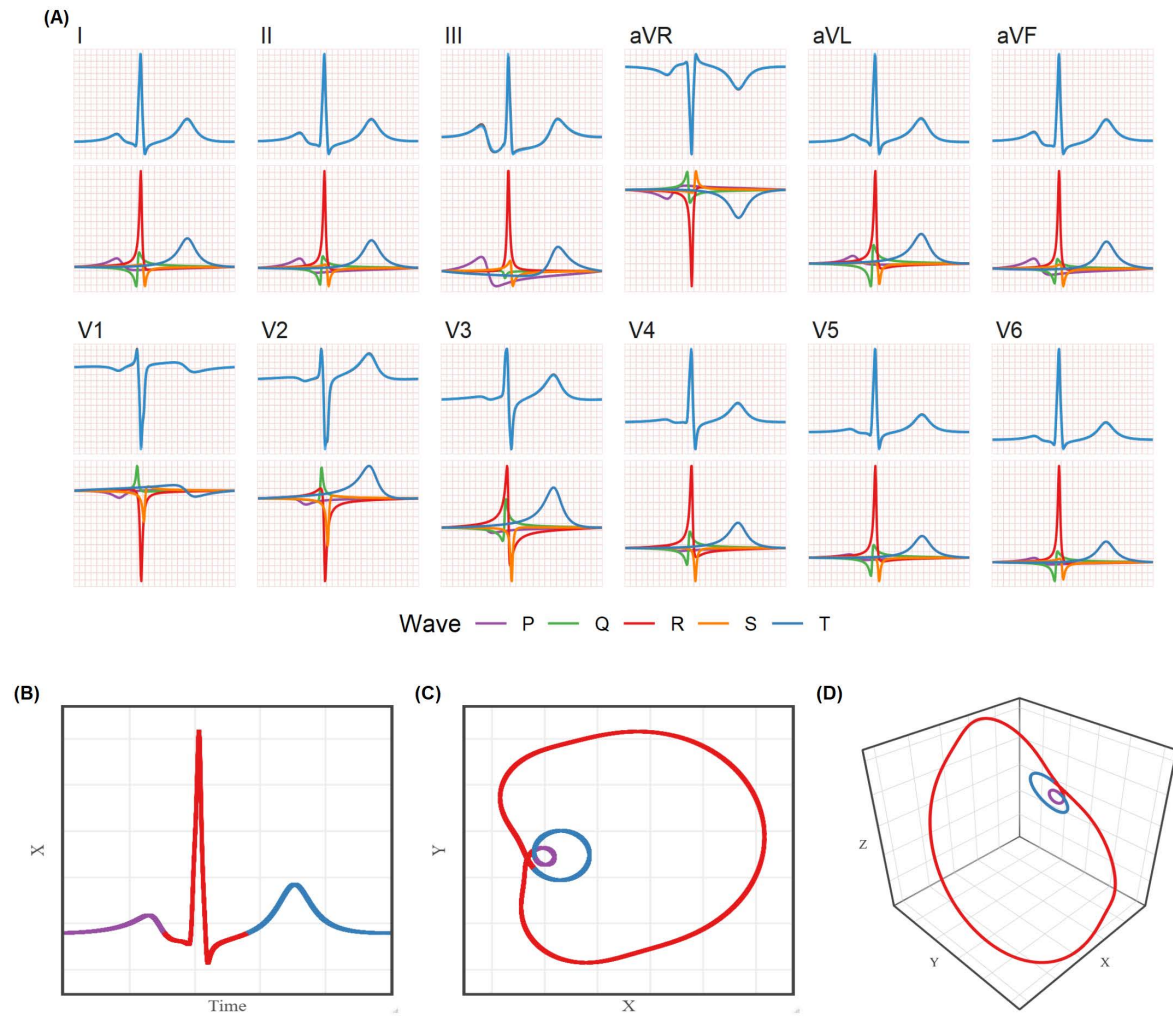 (A)
I II III aVR aVL aVF
V1 V2 V3 V4 V5 V6
Wave P Q R S T
(B) (C) (D)
X
Time
Y
X
Z
Y
X